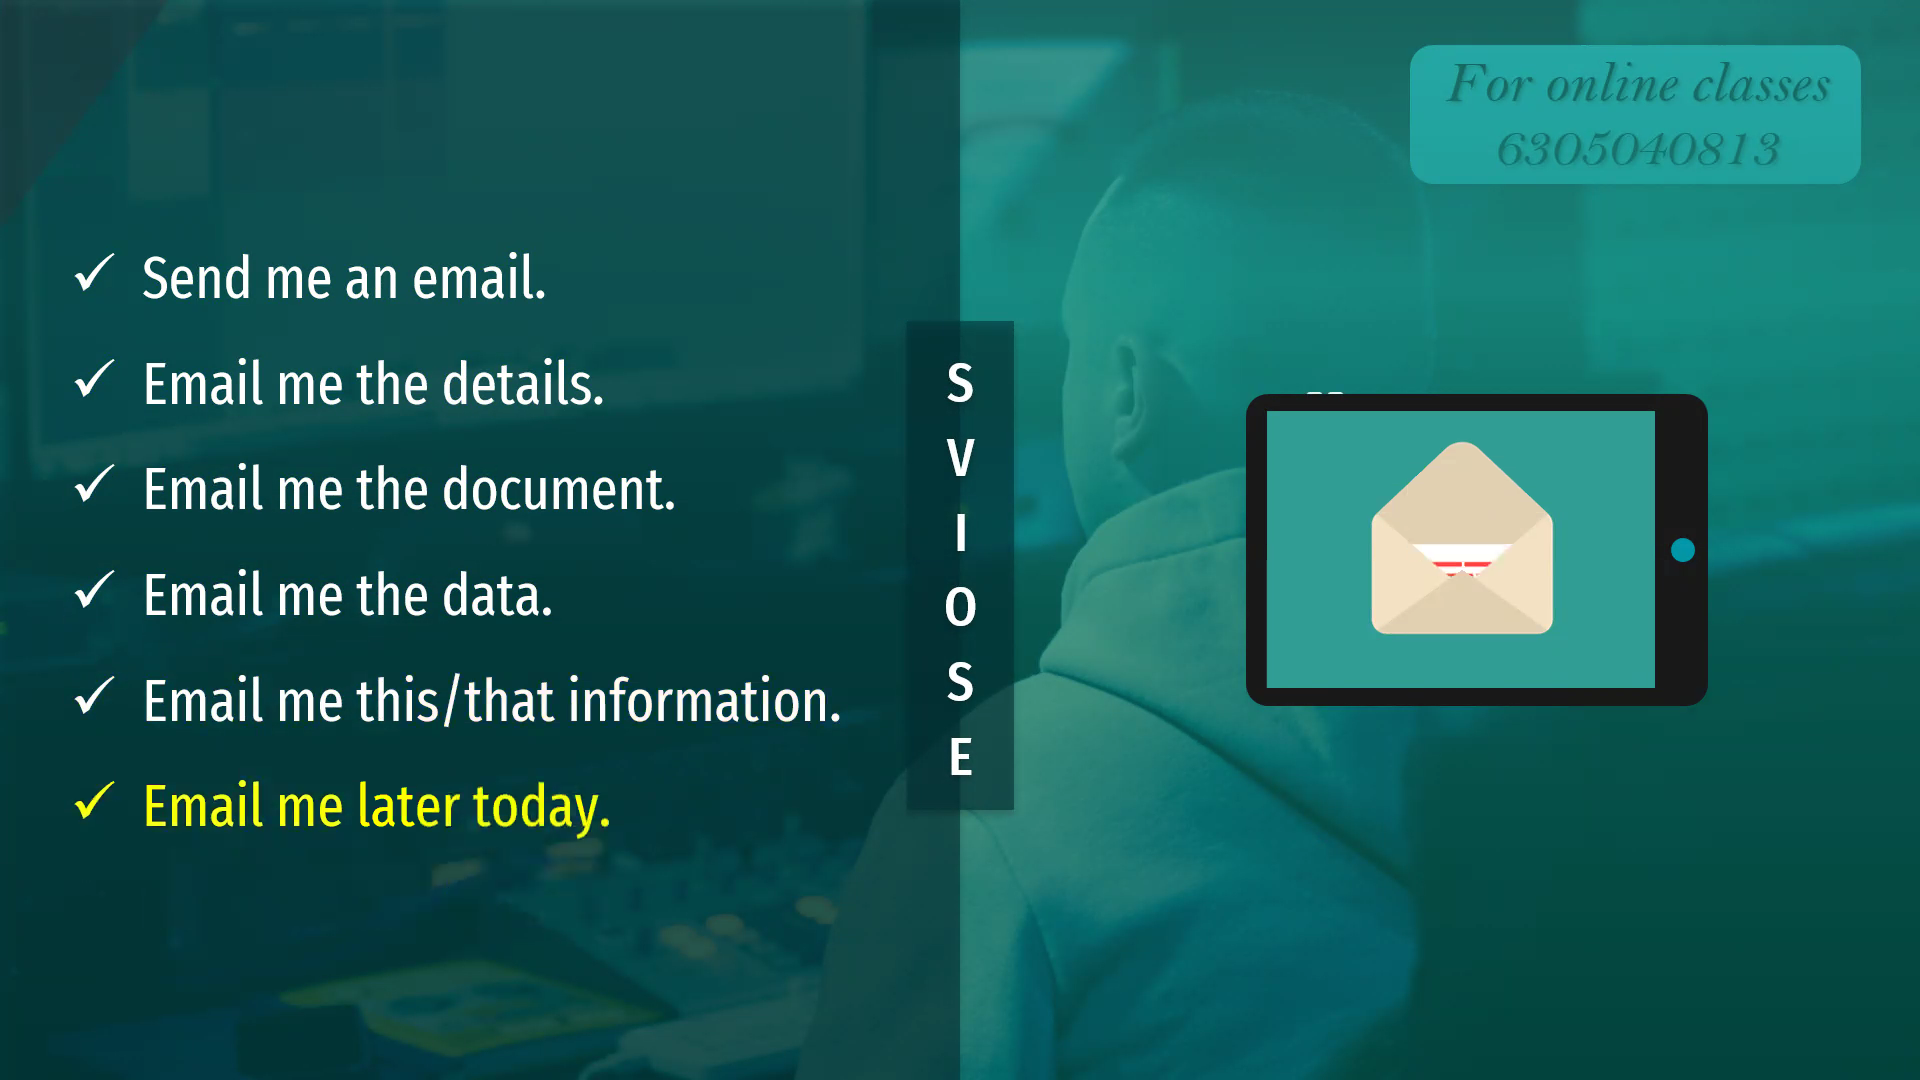 For online classes
6305040813
✓ Send me an email.
✓ Email me the details.
✓ Email me the document.
✓ Email me the data.
✓ Email me this/that information.
✓ Email me later today.
S
V
I
O
S
E